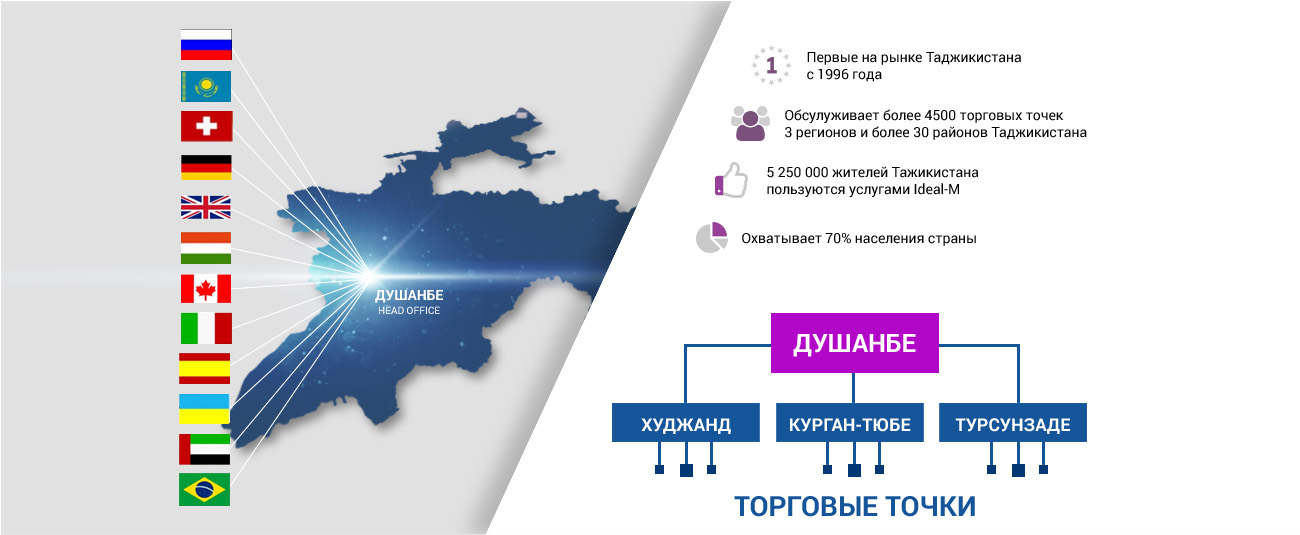 ДУШАНБЕ
HEAD OFFICE
1
Первые на рынке Таджикистана
с 1996 года
Обсулуживает более 4500 торговых точек
3 регионов и более 30 районов Таджикистана
5 250 000 жителей Тажикистана
пользуются услугами Ideal-M
Охватывает 70% населения страны
ДУШАНБЕ
ХУДЖАНД
КУРГАН-ТЮБЕ
ТУРСУНЗАДЕ
ТОРГОВЫЕ ТОЧКИ